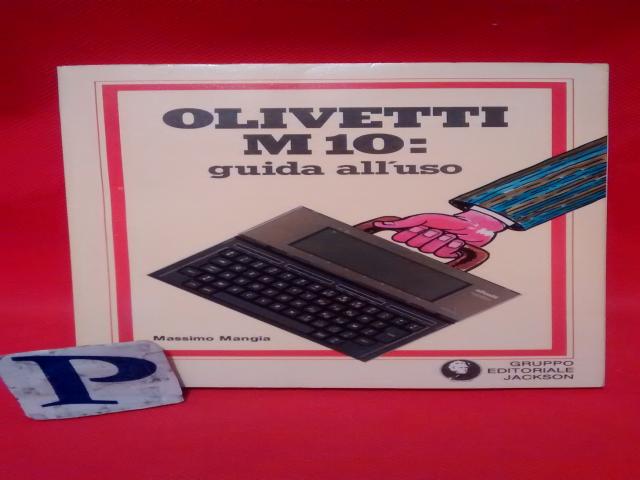 OLIVETTI
M 10:
guida all'uso
Massimo Mangia
GRUPPO
EDITORIALE
JACKSON
P